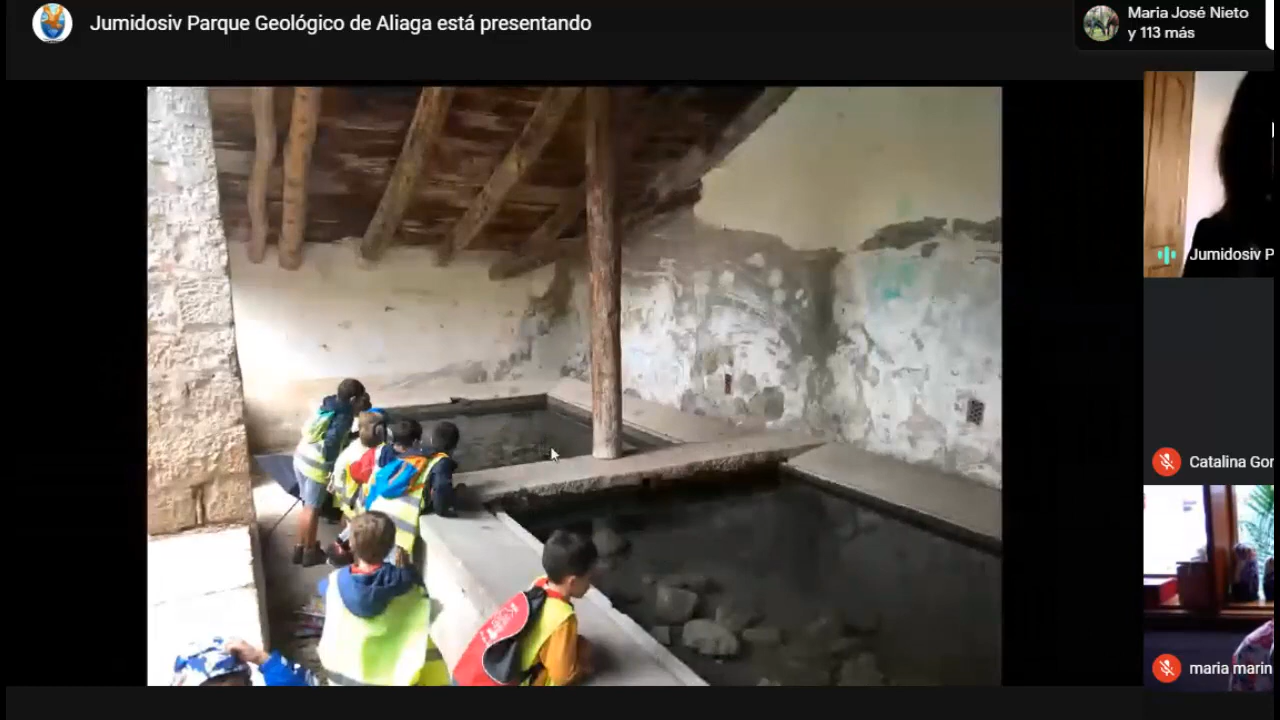 Jumidosiv Parque Geológico de Aliaga está presentando
Maria José Nieto
y 113 más
Jumidosiv P
Catalina Gor
maria marin